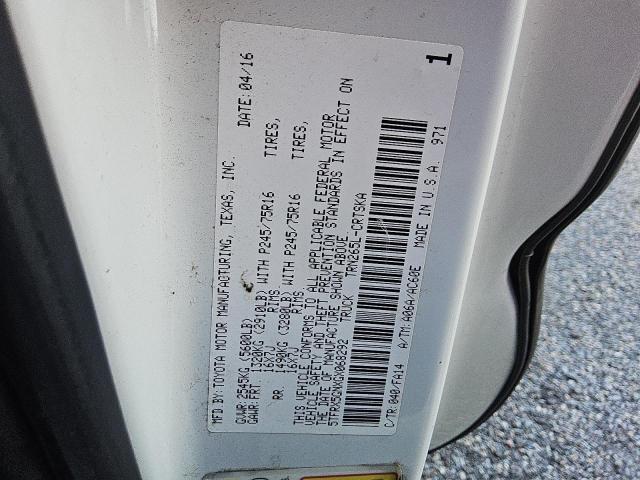 MFD BY: TOYOTA MOTOR MANUFACTURING, TEXAS, INC. DATE: 04/16
GVWR: 2545KG (5600LB)
GAWR: FRT. 1320KG (2910LB) WITH P245/75R16 TIRES,
16X7J RIMS,
RR. 1490KG (3280LB) WITH P245/75R16 TIRES,
16X7J RIMS,
THIS VEHICLE CONFORMS TO ALL APPLICABLE FEDERAL MOTOR
VEHICLE SAFETY AND THEFT PREVENTION STANDARDS IN EFFECT ON
THE DATE OF MANUFACTURE SHOWN ABOVE.
5TFRX5GNXGX068292 TRUCK TRN265L-CRTSKA
C/TR: 040/FA14 A/TM: A06A/AC60E MADE IN U.S.A. 971
1